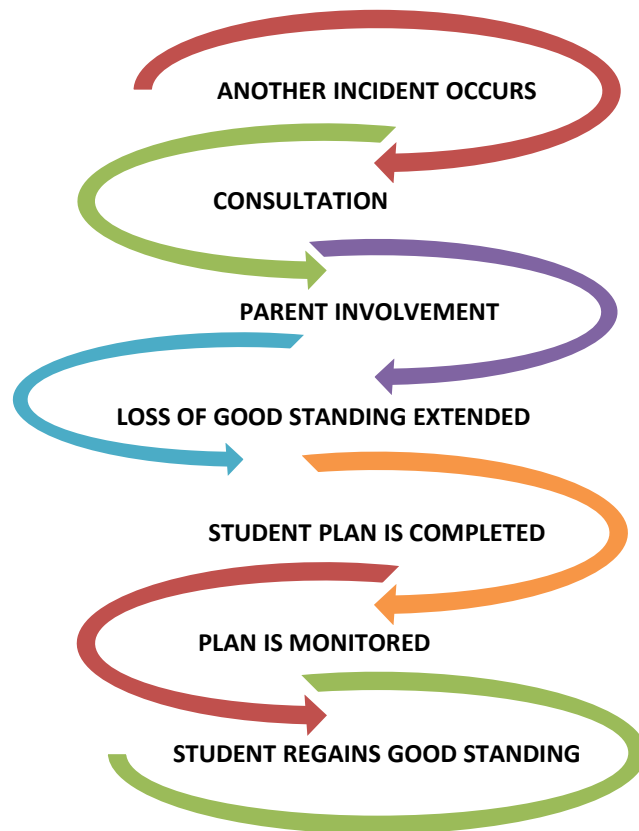 ANOTHER INCIDENT OCCURS
CONSULTATION
PARENT INVOLVEMENT
LOSS OF GOOD STANDING EXTENDED
STUDENT PLAN IS COMPLETED
PLAN IS MONITORED
STUDENT REGAINS GOOD STANDING